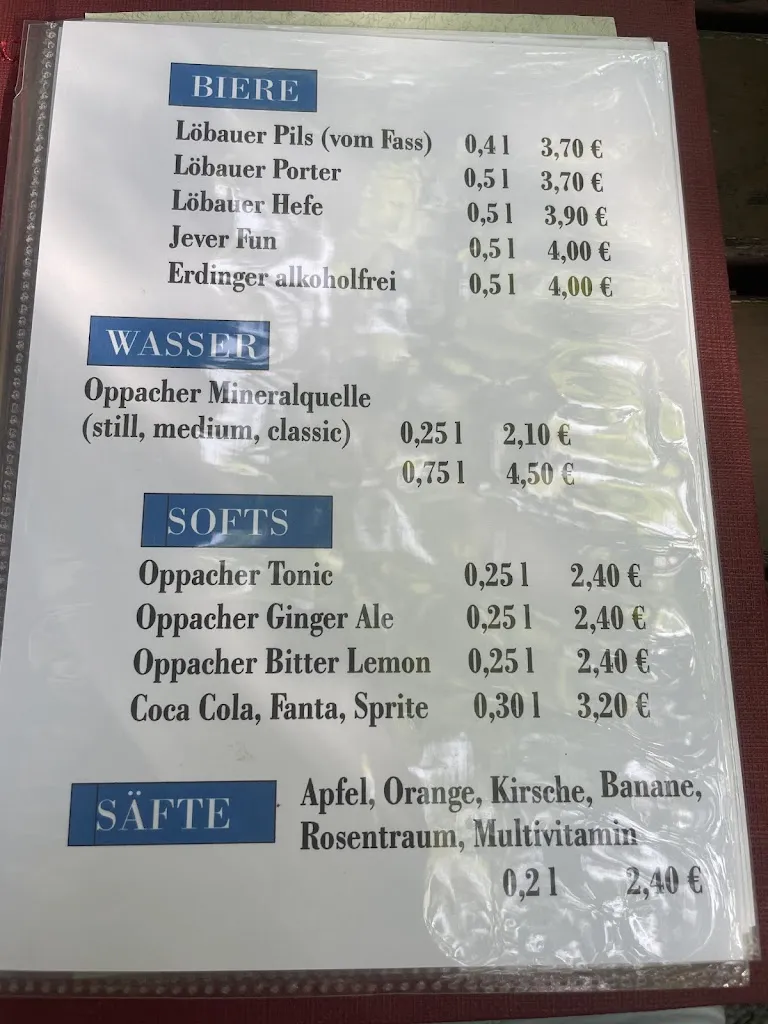 BIERE
Löbauer Pils (vom Fass) 0,4 l 3,70 €
Löbauer Porter 0,5 l 3,70 €
Löbauer Hefe 0,5 l 3,90 €
Jever Fun 0,5 l 4,00 €
Erdinger alkoholfrei 0,5 l 4,00 €
WASSER
Oppacher Mineralquelle
(still, medium, classic) 0,25 l 2,10 €
0,75 l 4,50 €
SOFTS
Oppacher Tonic 0,25 l 2,40 €
Oppacher Ginger Ale 0,25 l 2,40 €
Oppacher Bitter Lemon 0,25 l 2,40 €
Coca Cola, Fanta, Sprite 0,30 l 3,20 €
SÄFTE Apfel, Orange, Kirsche, Banane,
Rosentraum, Multivitamin
0,2 l 2,40 €